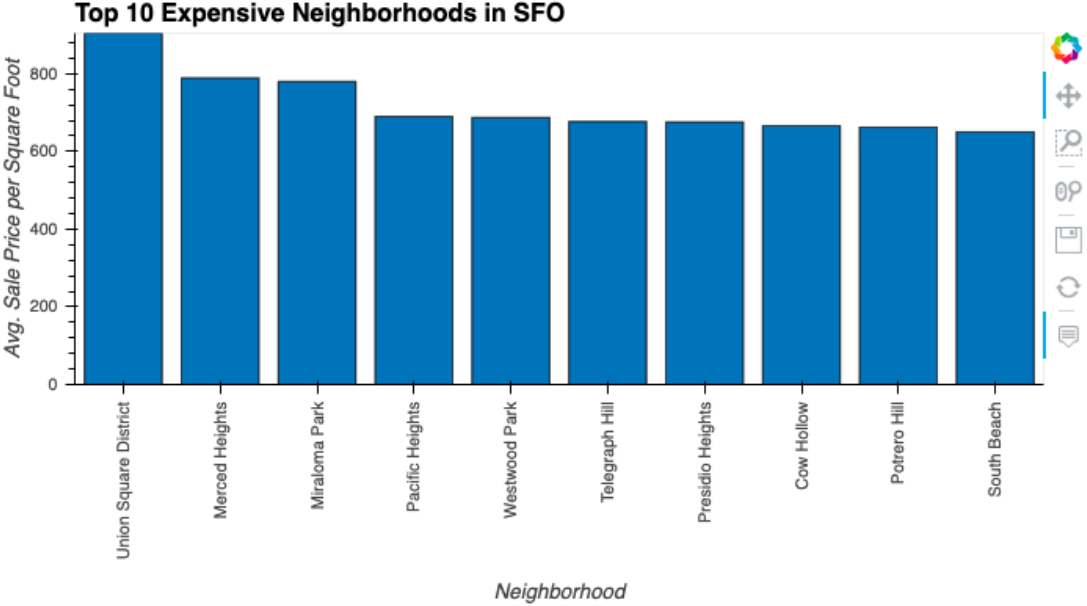 Top 10 Expensive Neighborhoods in SFO
Avg. Sale Price per Square Foot
800
600
400
200
0
Union Square District
Merced Heights
Miraloma Park
Pacific Heights
Westwood Park
Telegraph Hill
Presidio Heights
Cow Hollow
Potrero Hill
South Beach
Neighborhood